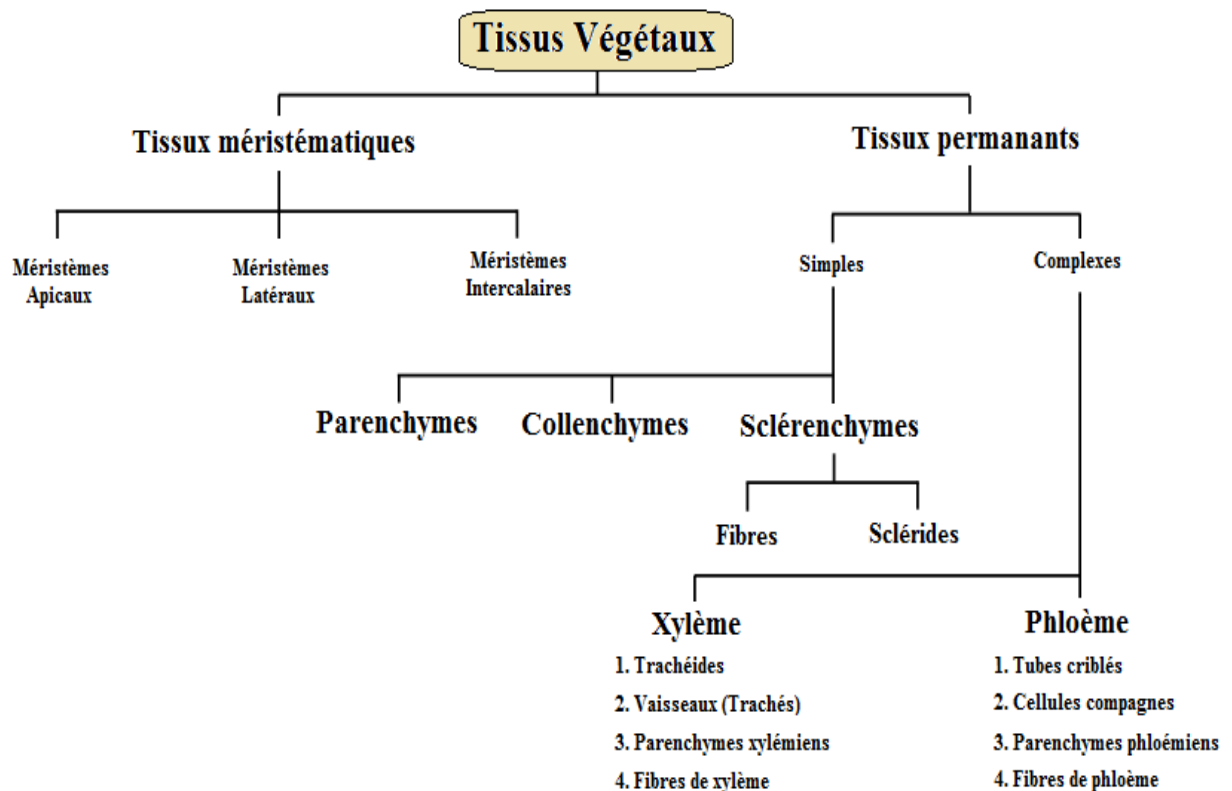 Tissus Végétaux
Tissux méristématiques
Tissux permanants
Méristèmes
Apicaux
Méristèmes
Latéraux
Méristèmes
Intercalaires
Simples
Complexes
Parenchymes
Collenchymes
Sclérenchymes
Fibres
Sclérides
Xylème
1. Trachéides
2. Vaisseaux (Trachés)
3. Parenchymes xylémiens
4. Fibres de xylème
Phloème
1. Tubes criblés
2. Cellules compagnes
3. Parenchymes phloémiens
4. Fibres de phloème